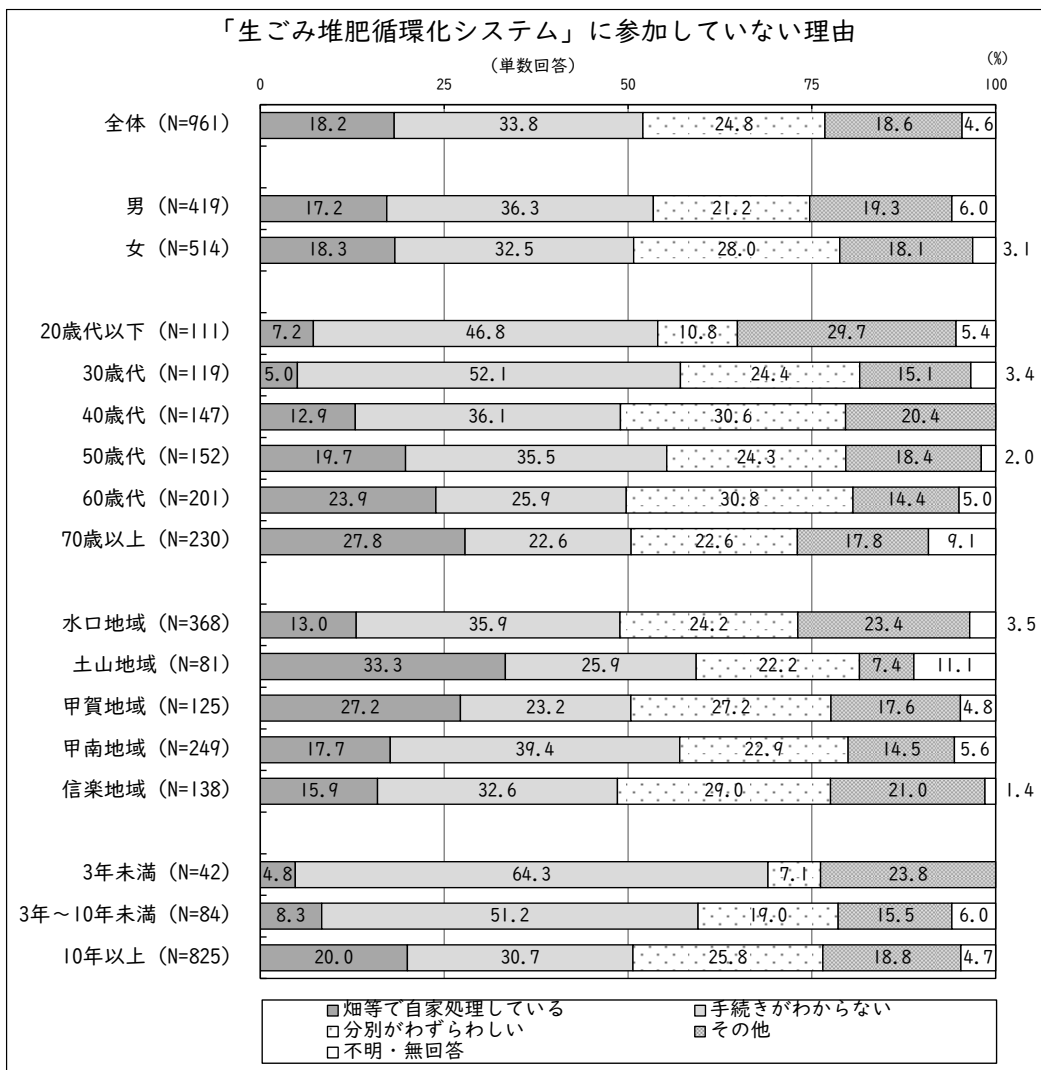 「生ごみ堆肥循環化システム」に参加していない理由
(単数回答)
(%)
0 25 50 75 100
全体 (N=961) 18.2 33.8 24.8 18.6 4.6
男 (N=419) 17.2 36.3 21.2 19.3 6.0
女 (N=514) 18.3 32.5 28.0 18.1 3.1
20歳代以下 (N=111) 7.2 46.8 10.8 29.7 5.4
30歳代 (N=119) 5.0 52.1 24.4 15.1 3.4
40歳代 (N=147) 12.9 36.1 30.6 20.4
50歳代 (N=152) 19.7 35.5 24.3 18.4 2.0
60歳代 (N=201) 23.9 25.9 30.8 14.4 5.0
70歳以上 (N=230) 27.8 22.6 22.6 17.8 9.1
水口地域 (N=368) 13.0 35.9 24.2 23.4 3.5
土山地域 (N=81) 33.3 25.9 22.2 7.4 11.1
甲賀地域 (N=125) 27.2 23.2 27.2 17.6 4.8
甲南地域 (N=249) 17.7 39.4 22.9 14.5 5.6
信楽地域 (N=138) 15.9 32.6 29.0 21.0 1.4
3年未満 (N=42) 4.8 64.3 7.1 23.8
3年～10年未満 (N=84) 8.3 51.2 19.0 15.5 6.0
10年以上 (N=825) 20.0 30.7 25.8 18.8 4.7
畑等で自家処理している 手続きがわからない
分別がわずらわしい その他
不明・無回答